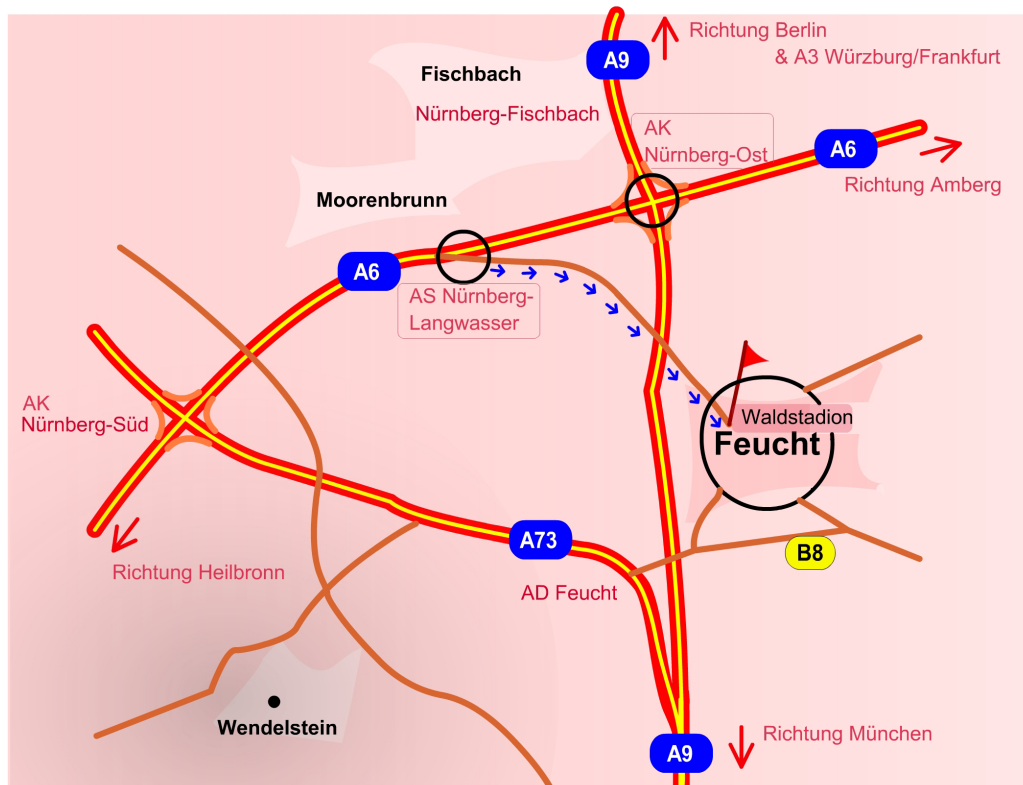 Richtung Berlin
& A3 Würzburg/Frankfurt
A9
Fischbach
Nürnberg-Fischbach
AK
Nürnberg-Ost
A6
Richtung Amberg
Moorenbrunn
A6
AS Nürnberg-
Langwasser
AK
Nürnberg-Süd
Waldstadion
Feucht
A73
B8
Richtung Heilbronn
AD Feucht
Wendelstein
Richtung München
A9